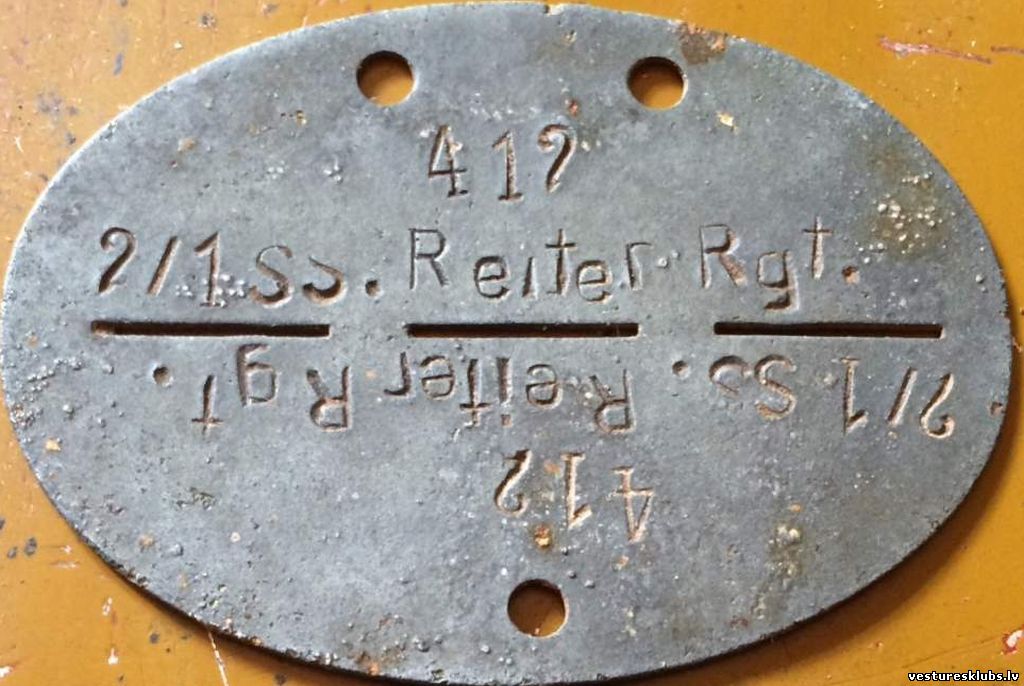 412
2/1 Ss. Reiter Rgt.
2/1. Ss. Reiter Rgt.
412
vesturesklubs.lv